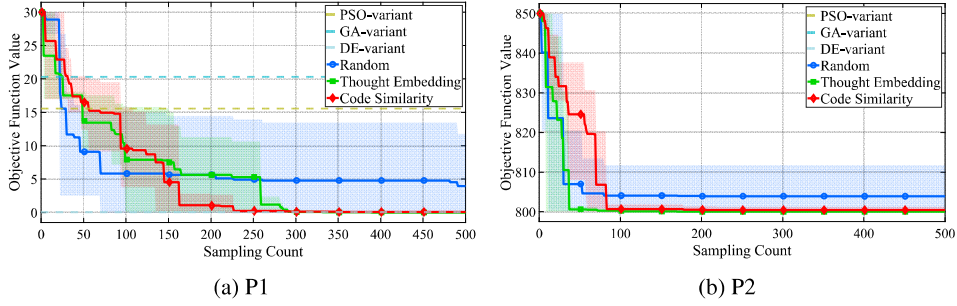 30
25
20
15
10
5
0
Objective Function Value
PSO-variant
GA-variant
DE-variant
Random
Thought Embedding
Code Similarity
0 50 100 150 200 250 300 350 400 450 500
Sampling Count
(a) P1
850
840
830
820
810
800
Objective Function Value
PSO-variant
GA-variant
DE-variant
Random
Thought Embedding
Code Similarity
0 100 200 300 400 500
Sampling Count
(b) P2